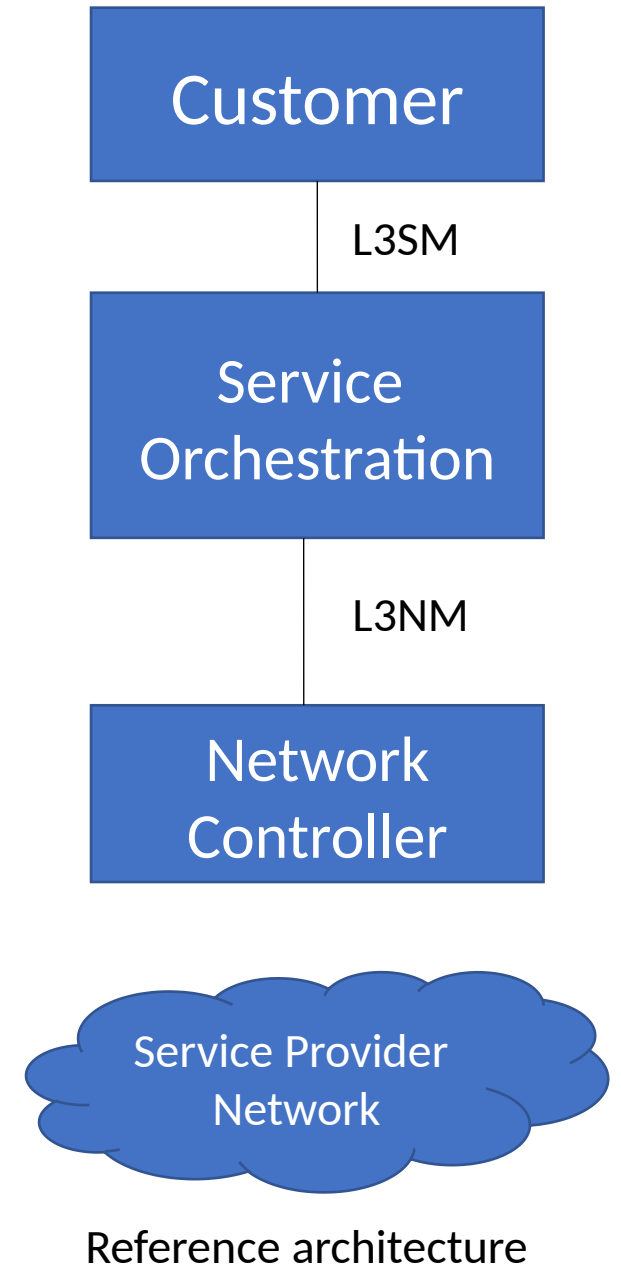 Customer
L3SM
Service
Orchestration
L3NM
Network
Controller
Service Provider
Network
Reference architecture